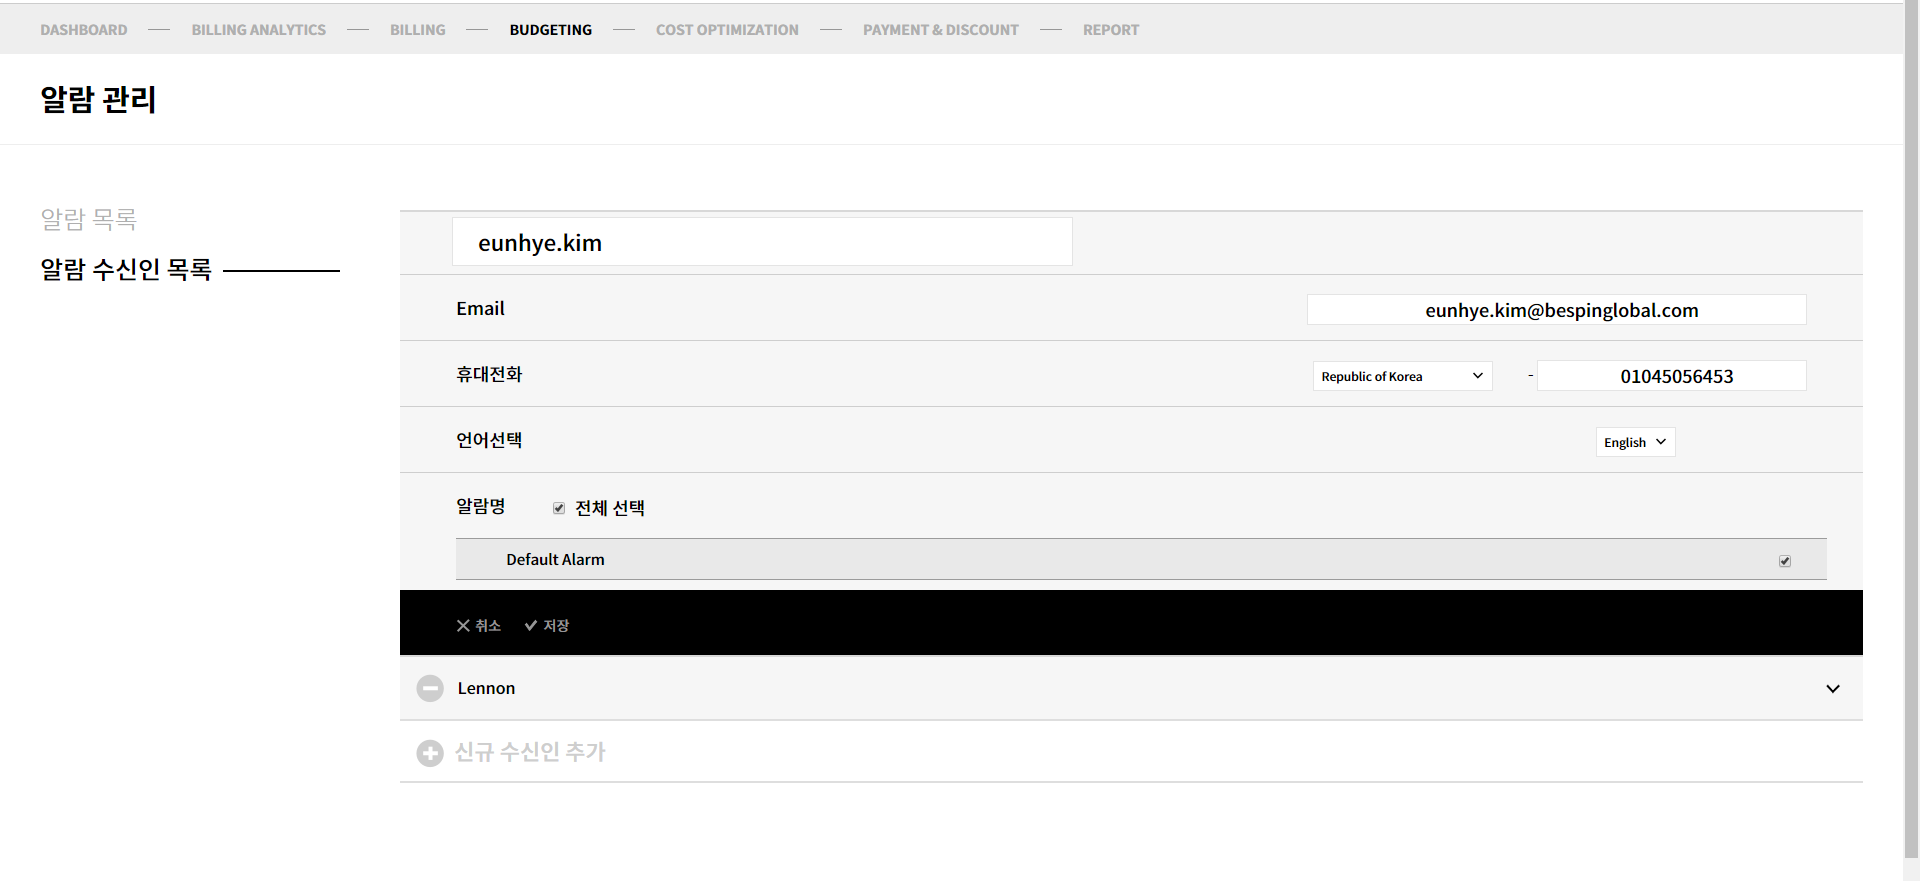 DASHBOARD — BILLING ANALYTICS — BILLING — BUDGETING — COST OPTIMIZATION — PAYMENT & DISCOUNT — REPORT
알람 관리
알람 목록
알람 수신인 목록
eunhye.kim
Email eunhye.kim@bespinglobal.com
휴대전화 Republic of Korea - 01045056453
언어선택 English
알람명 전체 선택
Default Alarm
취소 저장
Lennon
신규 수신인 추가